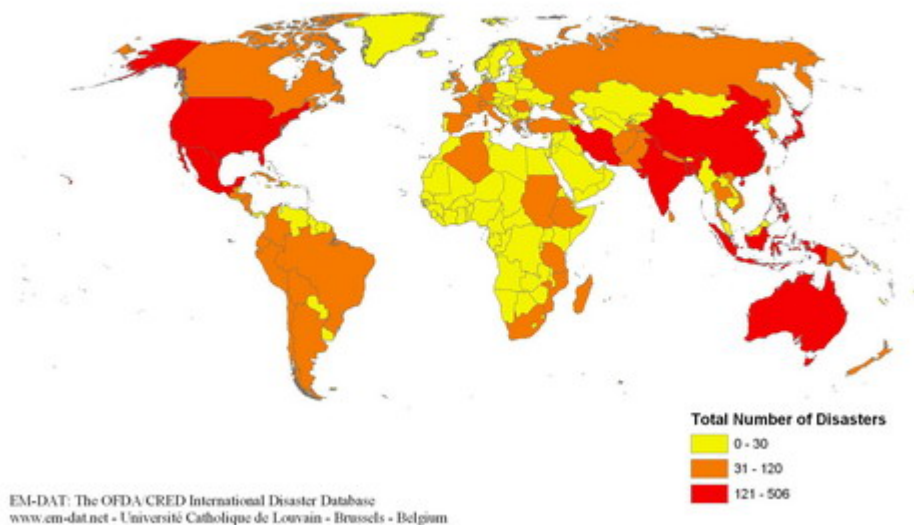 Total Number of Disasters
0 - 30
31 - 120
121 - 506
EM-DAT: The OFDA/CRED International Disaster Database
www.em-dat.net - Université Catholique de Louvain - Brussels - Belgium